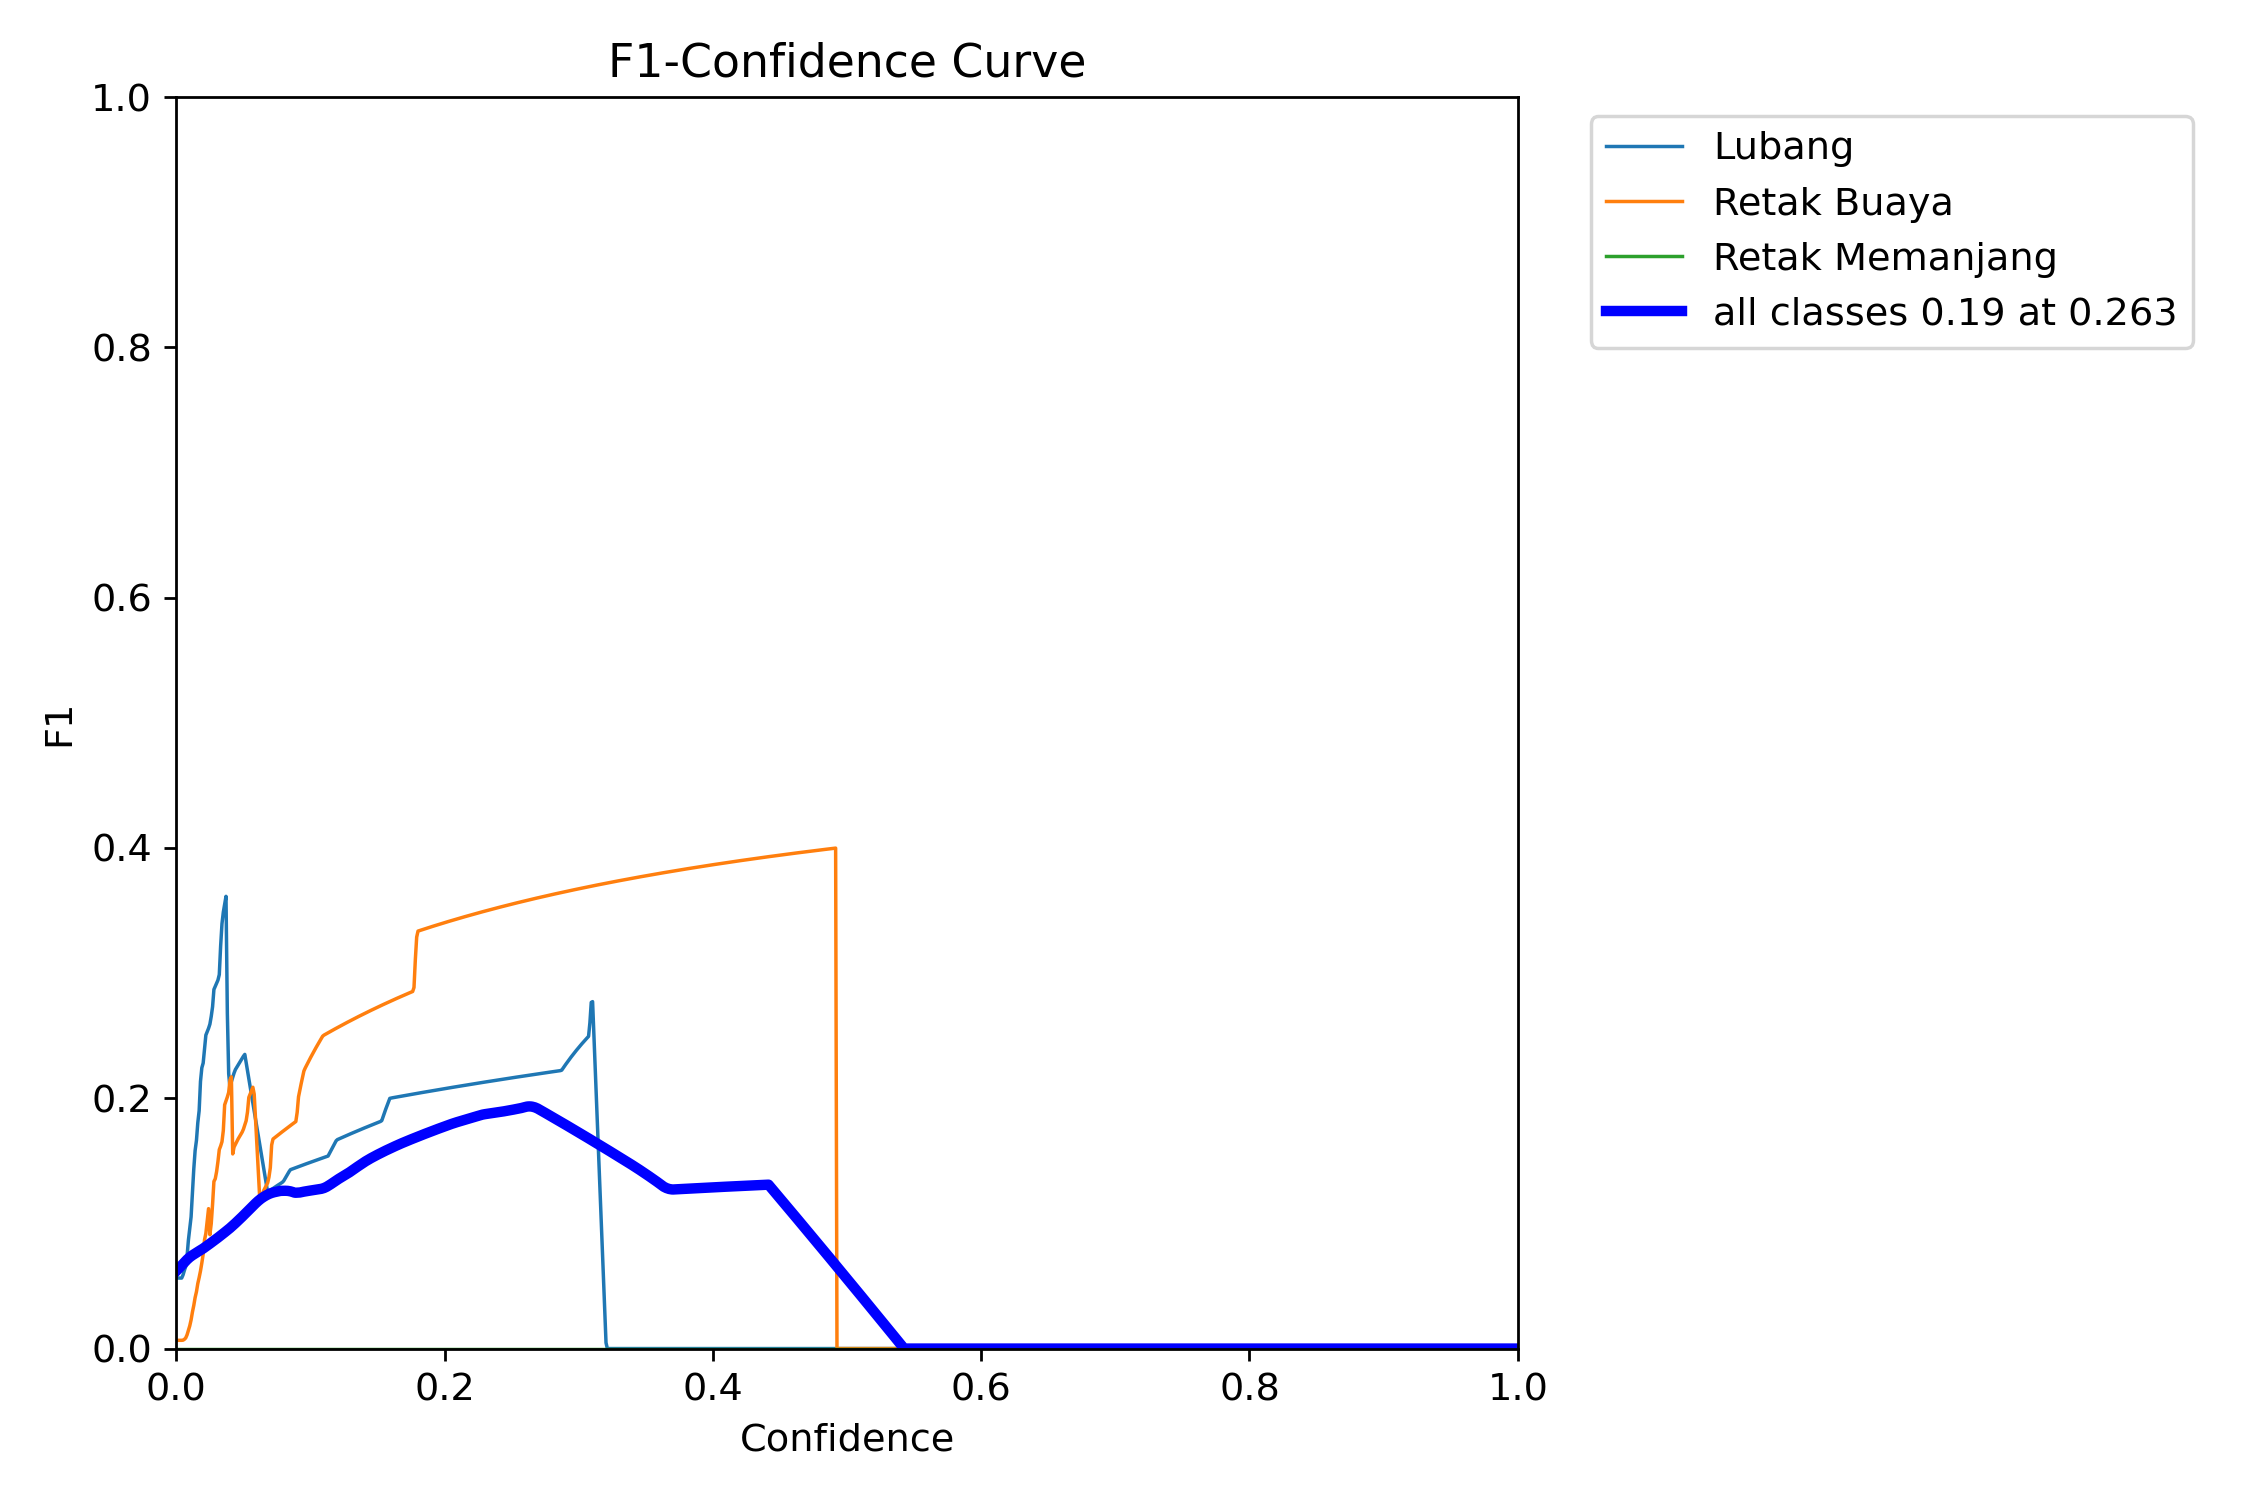 F1-Confidence Curve
1.0
0.8
0.6
0.4
0.2
0.0
F1
0.0 0.2 0.4 0.6 0.8 1.0
Confidence
Lubang
Retak Buaya
Retak Memanjang
all classes 0.19 at 0.263